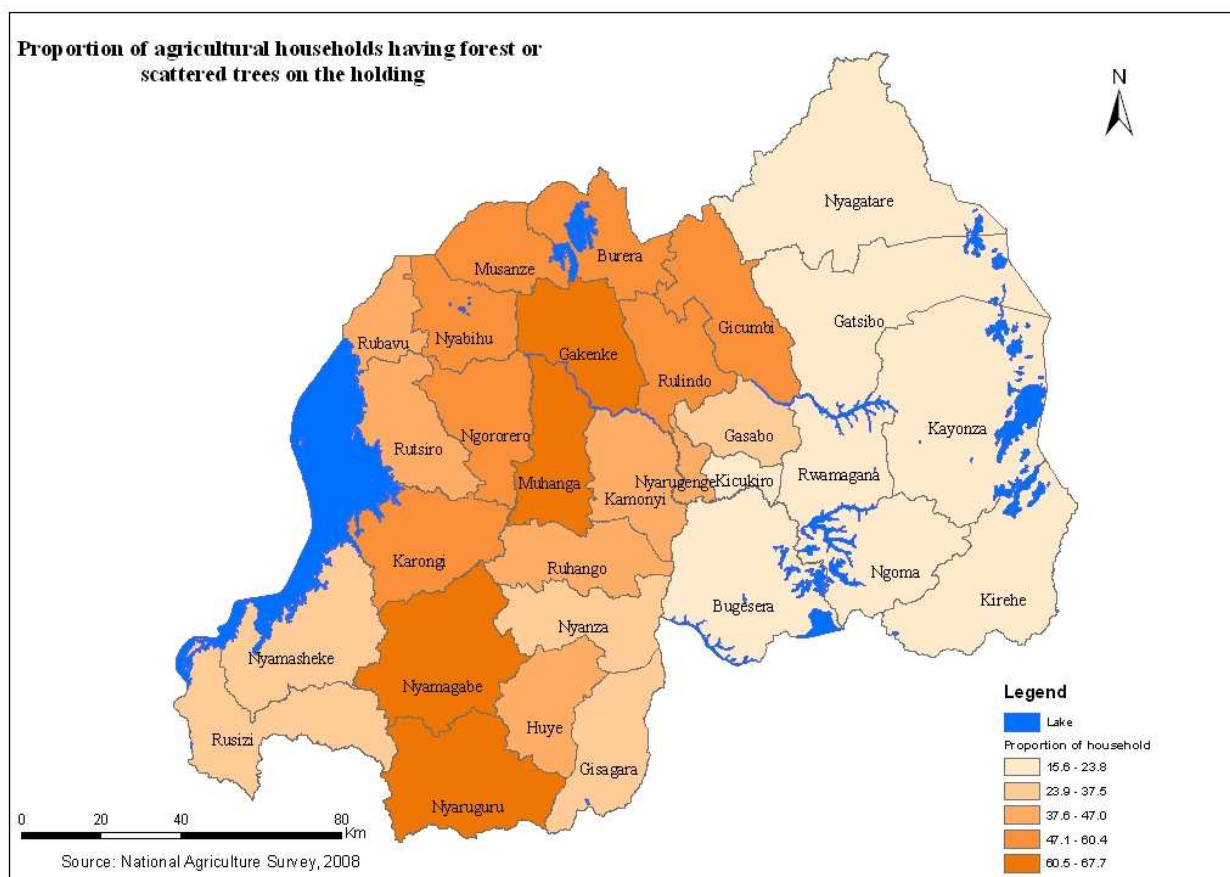 Proportion of agricultural households having forest or
scattered trees on the holding
N
Nyagatare
Burera
Musanze
Gatsibo
Gicumbi
Rubavu
Nyabihu
Gakenke
Rulindo
Kayonza
Gasabo
Ngororero
Rutsiro
Rwamagana
Muhanga
Nyarugenge
Kicukiro
Kamonyi
Karongi
Ruhango
Ngoma
Kirehe
Bugesera
Nyanza
Nyamasheke
Nyamagabe
Huye
Rusizi
Gisagara
Nyaruguru
Legend
Lake
Proportion of household
15.6 - 23.8
23.9 - 37.5
37.6 - 47.0
47.1 - 60.4
60.5 - 67.7
0 20 40 80
Km
Source: National Agriculture Survey, 2008